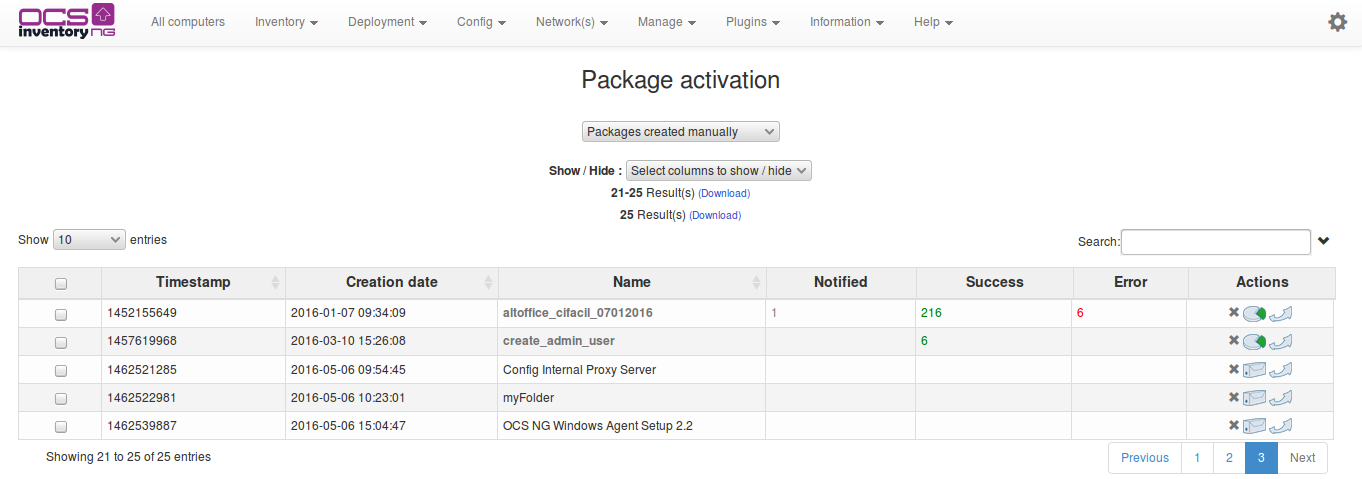 OCS
inventory NG
All computers Inventory Deployment Config Network(s) Manage Plugins Information Help
Package activation
Packages created manually
Show / Hide : Select columns to show / hide
21-25 Result(s) (Download)
25 Result(s) (Download)
Show 10 entries Search:
Timestamp Creation date Name Notified Success Error Actions
1452155649 2016-01-07 09:34:09 altoffice_cifacil_07012016 1 216 6
1457619968 2016-03-10 15:26:08 create_admin_user 6
1462521285 2016-05-06 09:54:45 Config Internal Proxy Server
1462522981 2016-05-06 10:23:01 myFolder
1462539887 2016-05-06 15:04:47 OCS NG Windows Agent Setup 2.2
Showing 21 to 25 of 25 entries Previous 1 2 3 Next